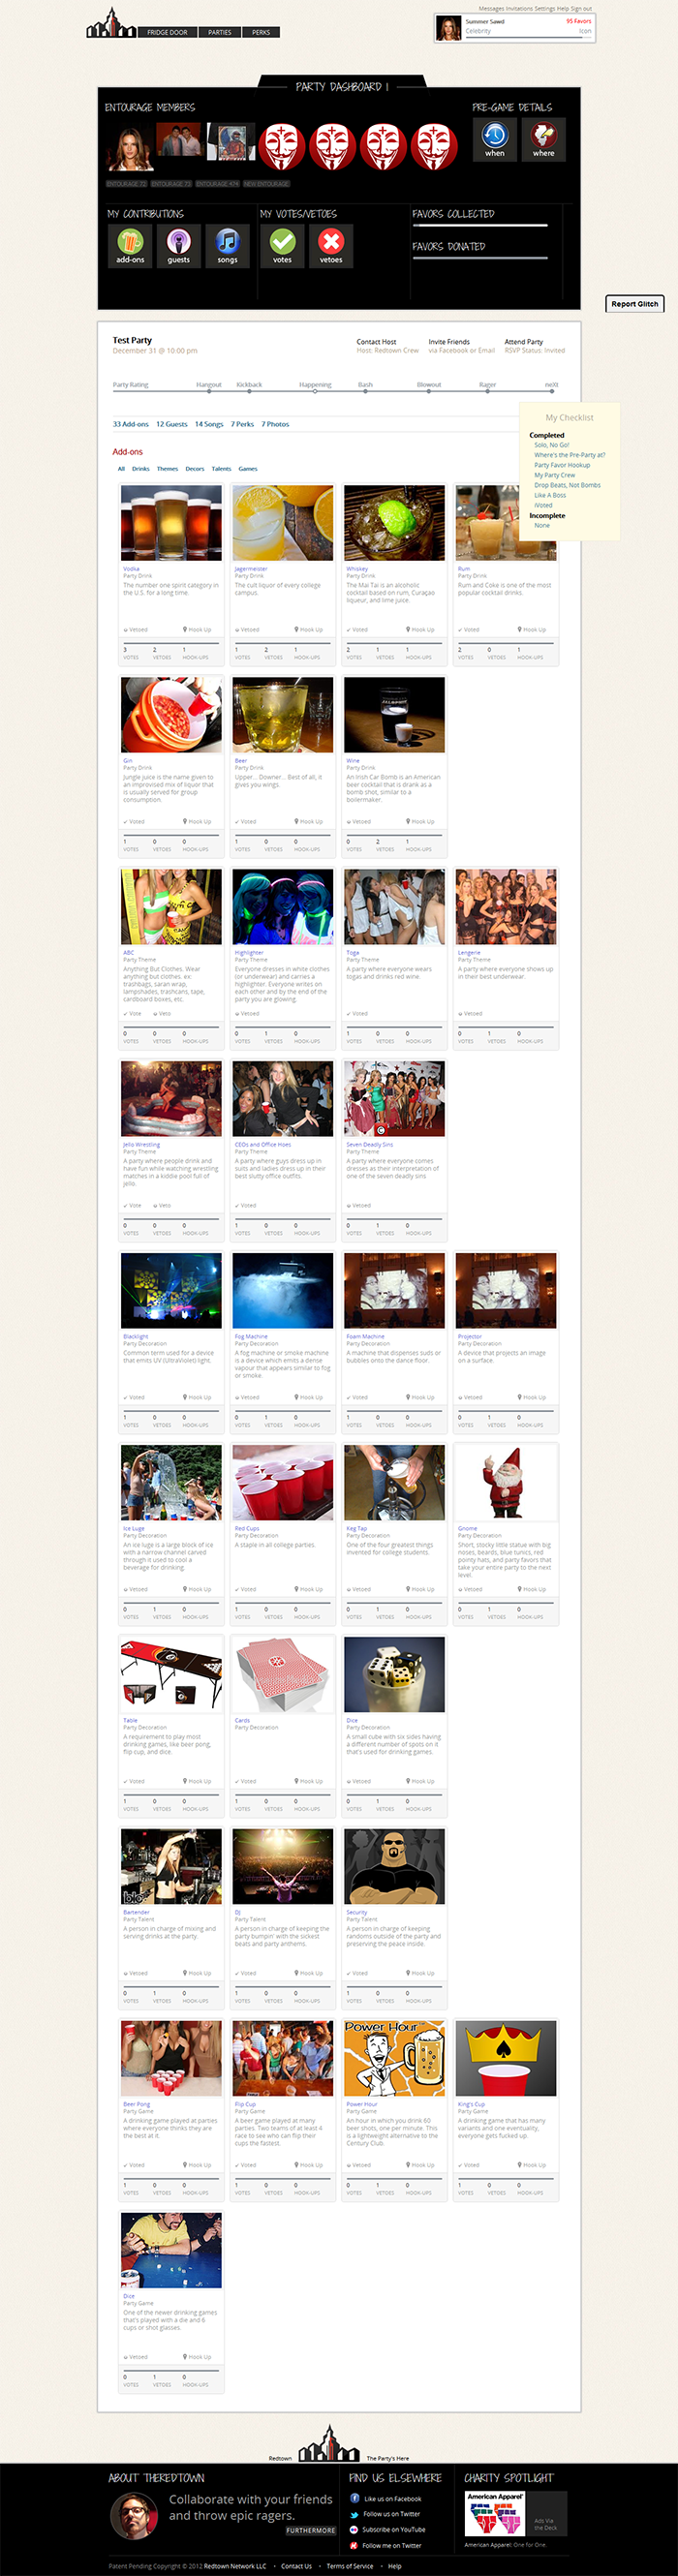 Messages Invitations Settings Help Sign out
FRIDGE DOOR PARTIES PERKS
Summer Sawd 95 Favors
Celebrity Icon
PARTY DASHBOARD
ENTOURAGE MEMBERS
PRE-GAME DETAILS
when where
ENTOURAGE 72 ENTOURAGE 73 ENTOURAGE 474 NEW ENTOURAGE
MY CONTRIBUTIONS
add-ons guests songs
MY VOTES/VETOES
votes vetoes
FAVORS COLLECTED
FAVORS DONATED
Report Glitch
Test Party
December 31 @ 10:00 pm
Contact Host
Host: Redtown Crew
Invite Friends
via Facebook or Email
Attend Party
RSVP Status: Invited
Party Rating Hangout Kickback Happening Bash Blowout Rager neXt
33 Add-ons 12 Guests 14 Songs 7 Perks 7 Photos
My Checklist
Completed
Solo, No Go!
Where's the Pre-Party at?
Party Favor Hookup
My Party Crew
Drop Beats, Not Bombs
Like A Boss
iVoted
Incomplete
None
Add-ons
All Drinks Themes Decors Talents Games
Vodka
Party Drink
The number one spirit category in
the U.S. for a long time.
Vetoed Hook Up
3 2 1
VOTES VETOES HOOK-UPS
Jagermeister
Party Drink
The cult liquor of every college
campus.
Vetoed Hook Up
1 2 1
VOTES VETOES HOOK-UPS
Whiskey
Party Drink
The Mai Tai is an alcoholic
cocktail based on rum, Curaçao
liqueur, and lime juice.
Voted Hook Up
2 1 1
VOTES VETOES HOOK-UPS
Rum
Party Drink
Rum and Coke is one of the most
popular cocktail drinks.
Voted Hook Up
2 0 1
VOTES VETOES HOOK-UPS
Gin
Party Drink
Jungle juice is the name given to
an improvised mix of liquor that
is usually served for group
consumption.
Voted Hook Up
1 0 0
VOTES VETOES HOOK-UPS
Beer
Party Drink
Upper... Downer... Best of all, it
gives you wings.
Voted Hook Up
1 0 0
VOTES VETOES HOOK-UPS
Wine
Party Drink
An Irish Car Bomb is an American
beer cocktail that is drank as a
bomb shot, similar to a
boilermaker.
Vetoed Hook Up
0 2 1
VOTES VETOES HOOK-UPS
ABC
Party Theme
Anything But Clothes. Wear
anything but clothes. ex:
trashbags, saran wrap,
lampshades, trashcans, tape,
cardboard boxes, etc.
Vote Veto
0 0 0
VOTES VETOES HOOK-UPS
Highlighter
Party Theme
Everyone dresses in white clothes
(or underwear) and carries a
highlighter. Everyone writes on
each other and by the end of the
party you are glowing.
Vetoed
0 1 0
VOTES VETOES HOOK-UPS
Toga
Party Theme
A party where everyone wears
togas and drinks red wine.
Voted
1 0 0
VOTES VETOES HOOK-UPS
Lengerie
Party Theme
A party where everyone shows up
in their best underwear.
Vetoed
0 1 0
VOTES VETOES HOOK-UPS
Jello Wrestling
Party Theme
A party where people drink and
have fun while watching wrestling
matches in a kiddie pool full of
jello.
Vote Veto
0 0 0
VOTES VETOES HOOK-UPS
CEOs and Office Hoes
Party Theme
A party where guys dress up in
suits and ladies dress up in their
best slutty office outfits.
Voted
1 0 0
VOTES VETOES HOOK-UPS
Seven Deadly Sins
Party Theme
A party where everyone comes
dresses as their interpretation of
one of the seven deadly sins
Vetoed
0 1 0
VOTES VETOES HOOK-UPS
Blacklight
Party Decoration
Common term used for a device
that emits UV (UltraViolet) light.
Voted Hook Up
1 0 0
VOTES VETOES HOOK-UPS
Fog Machine
Party Decoration
A fog machine or smoke machine
is a device which emits a dense
vapour that appears similar to fog
or smoke.
Vetoed Hook Up
0 1 0
VOTES VETOES HOOK-UPS
Foam Machine
Party Decoration
A machine that dispenses suds or
bubbles onto the dance floor.
Voted Hook Up
1 0 0
VOTES VETOES HOOK-UPS
Projector
Party Decoration
A device that projects an image
on a surface.
Vetoed Hook Up
0 1 0
VOTES VETOES HOOK-UPS
Ice Luge
Party Decoration
An ice luge is a large block of ice
with a narrow channel carved
through it used to cool a
beverage for drinking.
Vetoed Hook Up
0 1 0
VOTES VETOES HOOK-UPS
Red Cups
Party Decoration
A staple in all college parties.
Voted Hook Up
1 0 0
VOTES VETOES HOOK-UPS
Keg Tap
Party Decoration
One of the four greatest things
invented for college students.
Vetoed Hook Up
0 1 0
VOTES VETOES HOOK-UPS
Gnome
Party Decoration
Short, stocky little statue with big
noses, beards, blue tunics, red
pointy hats, and party favors that
take your entire party to the next
level.
Vetoed Hook Up
0 1 0
VOTES VETOES HOOK-UPS
Table
Party Decoration
A requirement to play most
drinking games, like beer pong,
flip cup, and dice.
Voted Hook Up
1 0 0
VOTES VETOES HOOK-UPS
Cards
Party Decoration
Voted Hook Up
1 0 0
VOTES VETOES HOOK-UPS
Dice
Party Decoration
A small cube with six sides having
a different number of spots on it
that's used for drinking games.
Vetoed Hook Up
0 1 0
VOTES VETOES HOOK-UPS
Bartender
Party Talent
A person in charge of mixing and
serving drinks at the party.
Vetoed Hook Up
0 1 0
VOTES VETOES HOOK-UPS
DJ
Party Talent
A person in charge of keeping the
party bumpin' with the sickest
beats and party anthems.
Voted Hook Up
1 0 0
VOTES VETOES HOOK-UPS
Security
Party Talent
A person in charge of keeping
randoms outside of the party and
preserving the peace inside.
Voted Hook Up
1 0 0
VOTES VETOES HOOK-UPS
Beer Pong
Party Game
A drinking game played at parties
where everyone thinks they are
the best at it.
Voted Hook Up
1 0 0
VOTES VETOES HOOK-UPS
Flip Cup
Party Game
A beer game played at many
parties. Two teams of at least 4
race to see who can flip their
cups the fastest.
Voted Hook Up
1 0 0
VOTES VETOES HOOK-UPS
Power Hour
Power Hour
Party Game
An hour in which you drink 60
beer shots, one per minute. This
is a lightweight alternative to the
Century Club.
Vetoed Hook Up
0 1 0
VOTES VETOES HOOK-UPS
King's Cup
Party Game
A drinking game that has many
variants and one eventuality,
everyone gets fucked up.
Voted Hook Up
1 0 0
VOTES VETOES HOOK-UPS
Dice
Party Game
One of the newer drinking games
that's played with a die and 6
cups or shot glasses.
Vetoed Hook Up
0 1 0
VOTES VETOES HOOK-UPS
Redtown The Party's Here
ABOUT THEREDTOWN
Collaborate with your friends
and throw epic ragers.
FURTHERMORE
FIND US ELSEWHERE
Like us on Facebook
Follow us on Twitter
Subscribe on YouTube
Follow me on Twitter
CHARITY SPOTLIGHT
American Apparel
Ads Via
the Deck
American Apparel: One for One.
Patent Pending Copyright © 2012 Redtown Network LLC • Contact Us • Terms of Service • Help